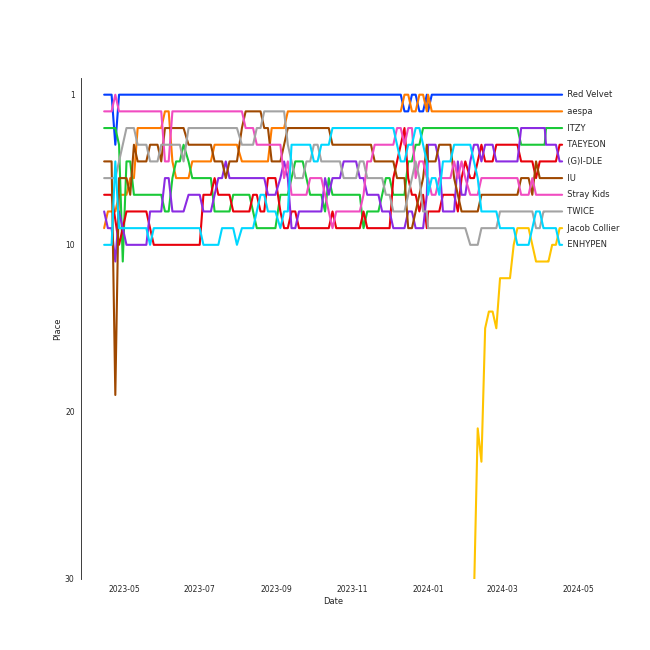 1
10
20
30
Place
2023-05
2023-07
2023-09
2023-11
2024-01
2024-03
2024-05
Date
Red Velvet
aespa
ITZY
TAEYEON
(G)I-DLE
IU
Stray Kids
TWICE
Jacob Collier
ENHYPEN